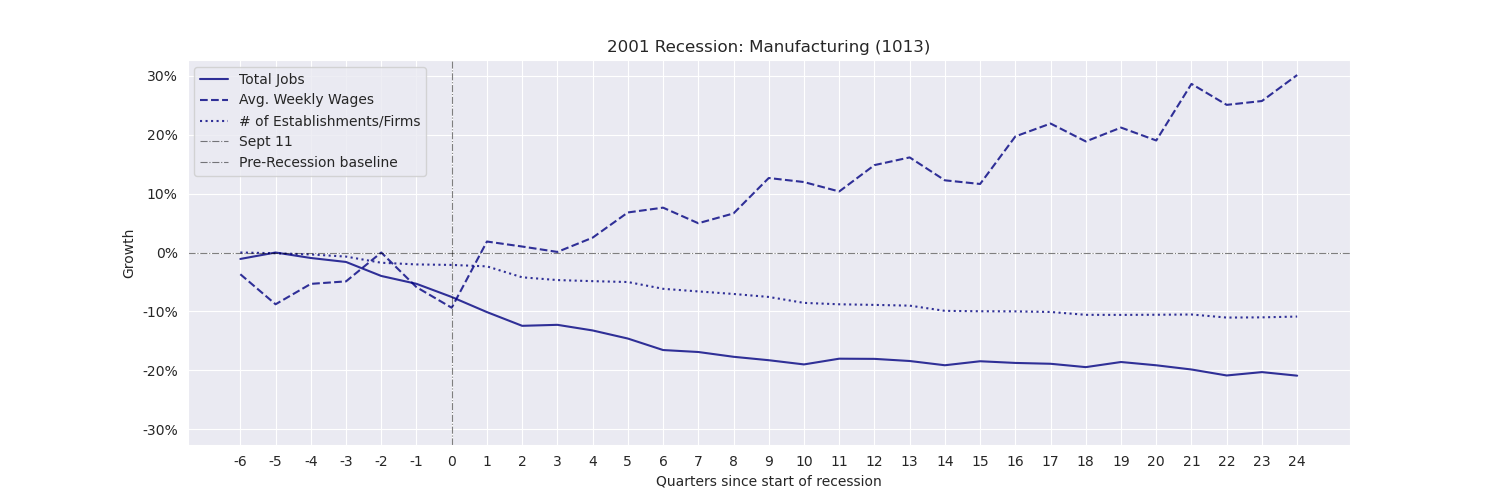 2001 Recession: Manufacturing (1013)
Total Jobs
Avg. Weekly Wages
# of Establishments/Firms
Sept 11
Pre-Recession baseline
30%
20%
10%
0%
-10%
-20%
-30%
Growth
-6 -5 -4 -3 -2 -1 0 1 2 3 4 5 6 7 8 9 10 11 12 13 14 15 16 17 18 19 20 21 22 23 24
Quarters since start of recession